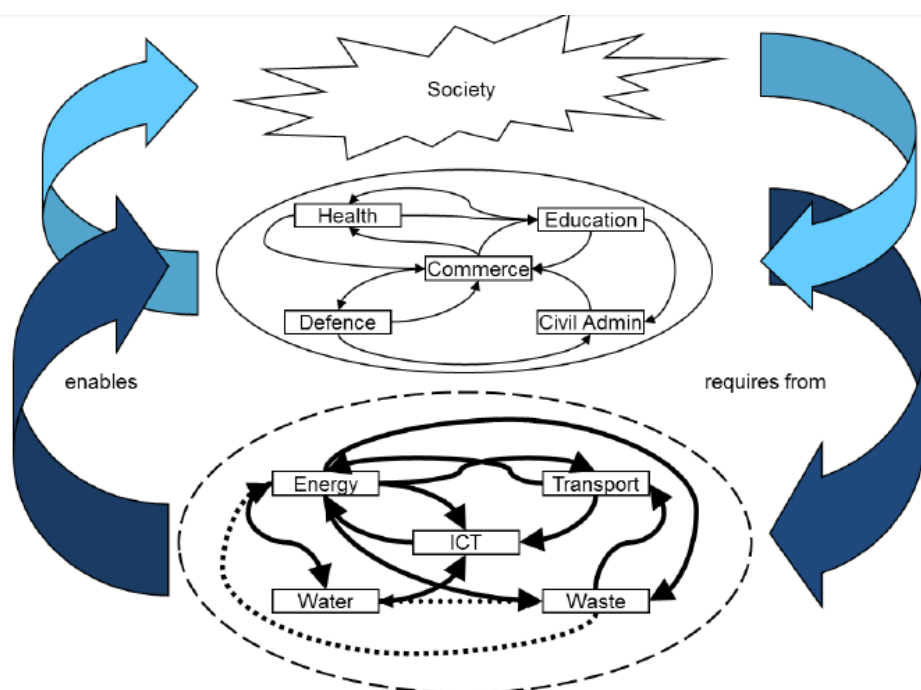 Society
Health
Education
Commerce
Defence
Civil Admin
enables
requires from
Energy
Transport
ICT
Water
Waste